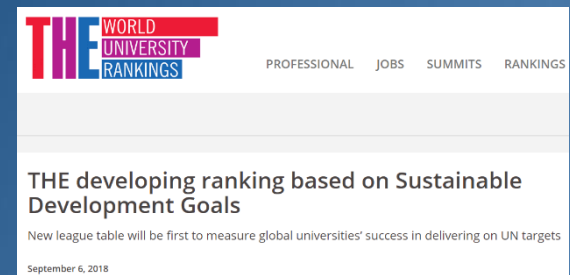 THE WORLD
UNIVERSITY
RANKINGS
PROFESSIONAL JOBS SUMMITS RANKINGS
THE developing ranking based on Sustainable
Development Goals
New league table will be first to measure global universities' success in delivering on UN targets
September 6, 2018